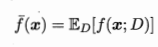 f̄(𝒙) = 𝔼_D[f(𝒙; D)]